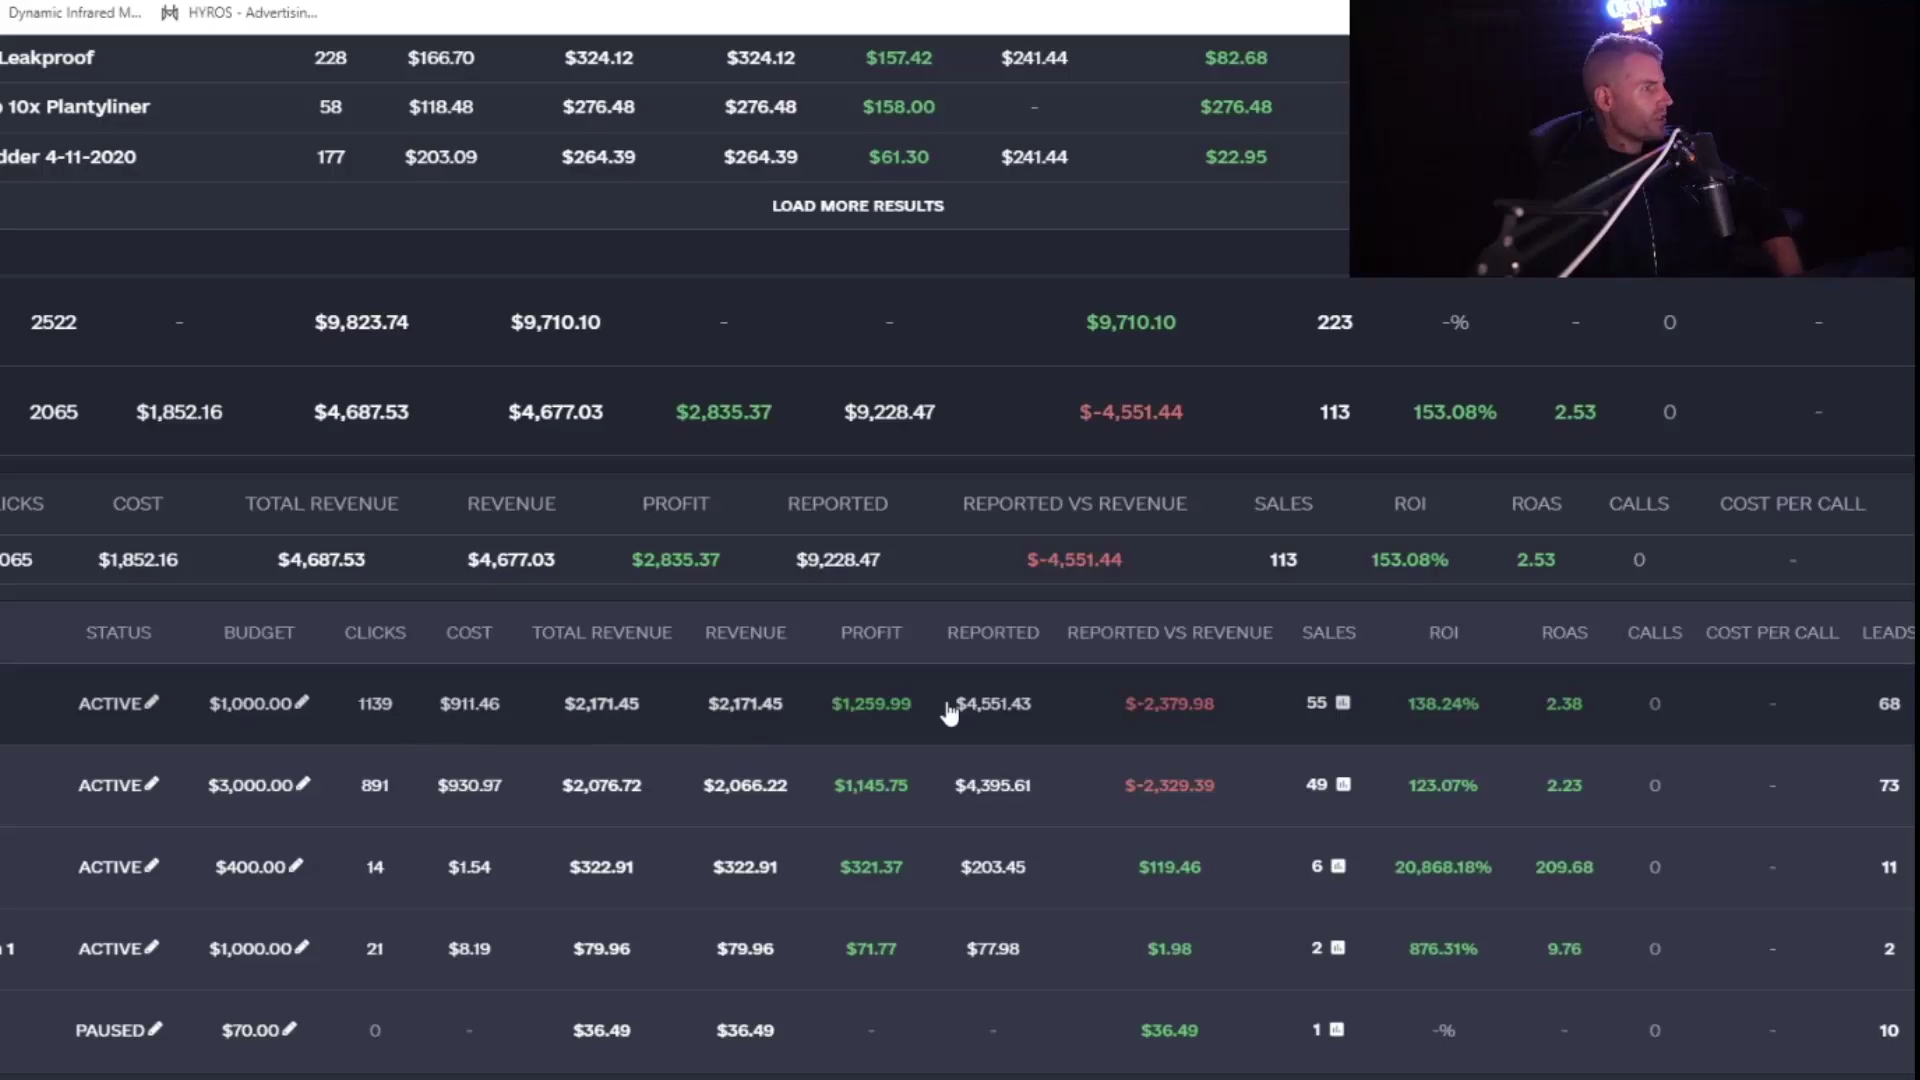 Dynamic Infrared M... HYROS - Advertisin...
Leakproof 228 $166.70 $324.12 $324.12 $157.42 $241.44 $82.68
10x Plantyliner 58 $118.48 $276.48 $276.48 $158.00 - $276.48
dder 4-11-2020 177 $203.09 $264.39 $264.39 $61.30 $241.44 $22.95
LOAD MORE RESULTS
2522 - $9,823.74 $9,710.10 - - $9,710.10 223 -% - 0 -
2065 $1,852.16 $4,687.53 $4,677.03 $2,835.37 $9,228.47 $-4,551.44 113 153.08% 2.53 0 -
ICKS COST TOTAL REVENUE REVENUE PROFIT REPORTED REPORTED VS REVENUE SALES ROI ROAS CALLS COST PER CALL
065 $1,852.16 $4,687.53 $4,677.03 $2,835.37 $9,228.47 $-4,551.44 113 153.08% 2.53 0 -
STATUS BUDGET CLICKS COST TOTAL REVENUE REVENUE PROFIT REPORTED REPORTED VS REVENUE SALES ROI ROAS CALLS COST PER CALL LEADS
ACTIVE $1,000.00 1139 $911.46 $2,171.45 $2,171.45 $1,259.99 $4,551.43 $-2,379.98 55 138.24% 2.38 0 - 68
ACTIVE $3,000.00 891 $930.97 $2,076.72 $2,066.22 $1,145.75 $4,395.61 $-2,329.39 49 123.07% 2.23 0 - 73
ACTIVE $400.00 14 $1.54 $322.91 $322.91 $321.37 $203.45 $119.46 6 20,868.18% 209.68 0 - 11
1 ACTIVE $1,000.00 21 $8.19 $79.96 $79.96 $71.77 $77.98 $1.98 2 876.31% 9.76 0 - 2
PAUSED $70.00 0 - $36.49 $36.49 - - $36.49 1 -% - 0 - 10